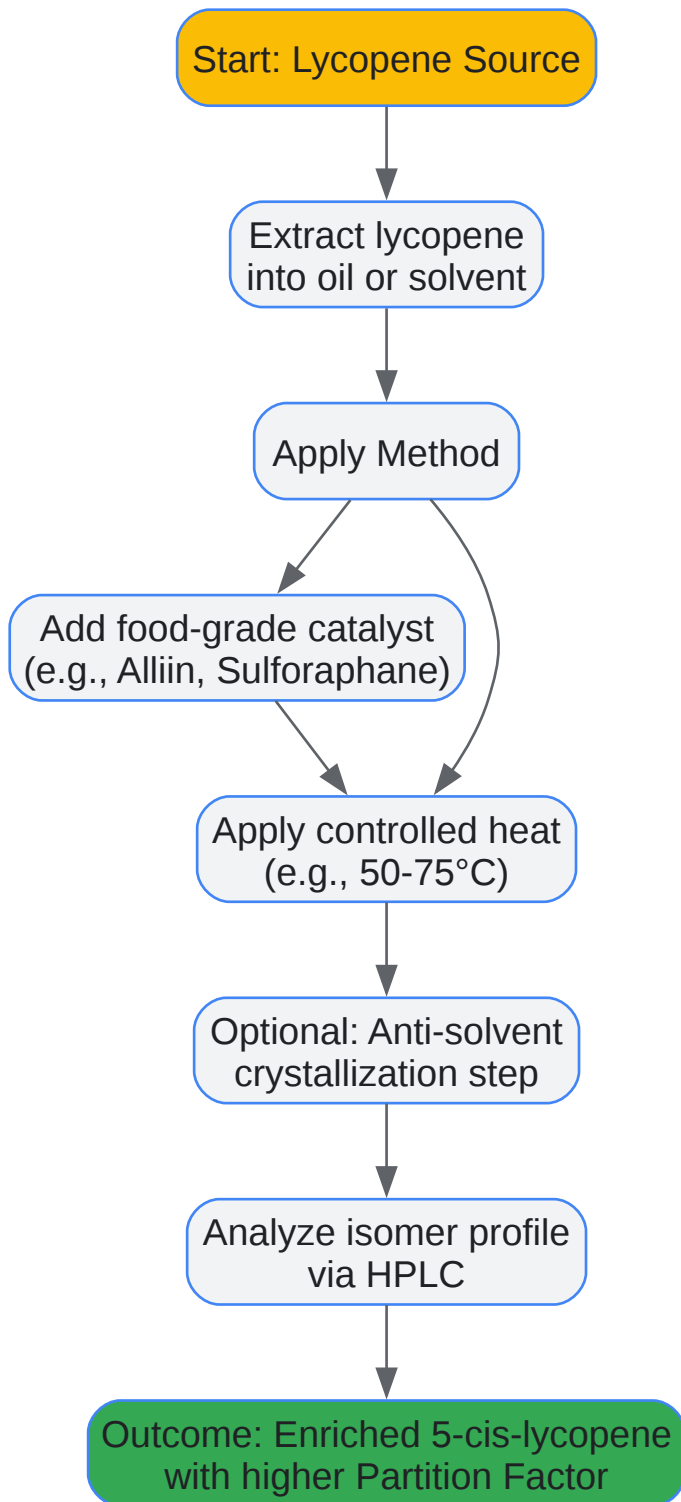 Start: Lycopene Source
Extract lycopene
into oil or solvent
Apply Method
Add food-grade catalyst
(e.g., Alliin, Sulforaphane)
Apply controlled heat
(e.g., 50-75°C)
Optional: Anti-solvent
crystallization step
Analyze isomer profile
via HPLC
Outcome: Enriched 5-cis-lycopene
with higher Partition Factor